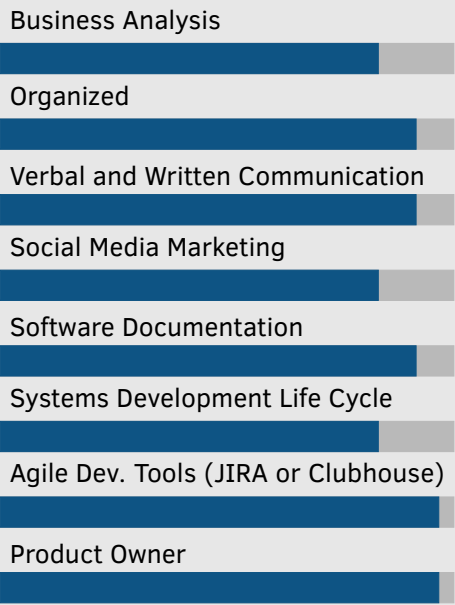 Business Analysis
Organized
Verbal and Written Communication
Social Media Marketing
Software Documentation
Systems Development Life Cycle
Agile Dev. Tools (JIRA or Clubhouse)
Product Owner